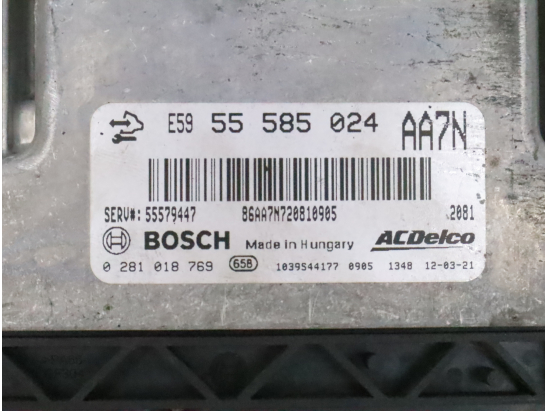 E59 55 585 024 AA7N
SERV#: 55579447 86AA7N720810905 2081
BOSCH Made in Hungary ACDelco
0 281 018 769 658 1039S44177 0905 1348 12-03-21